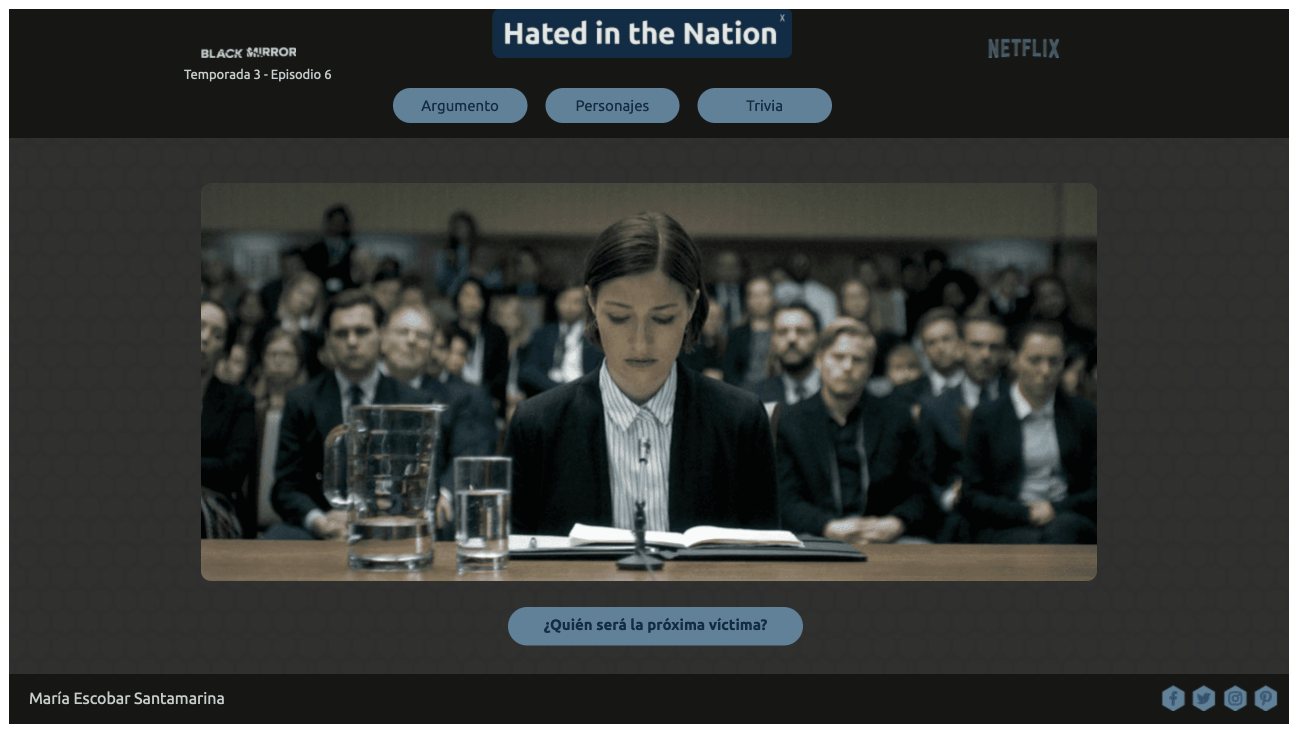 Hated in the Nation
x
BLACK MIRROR
Temporada 3 - Episodio 6
NETFLIX
Argumento
Personajes
Trivia
¿Quién será la próxima víctima?
María Escobar Santamarina